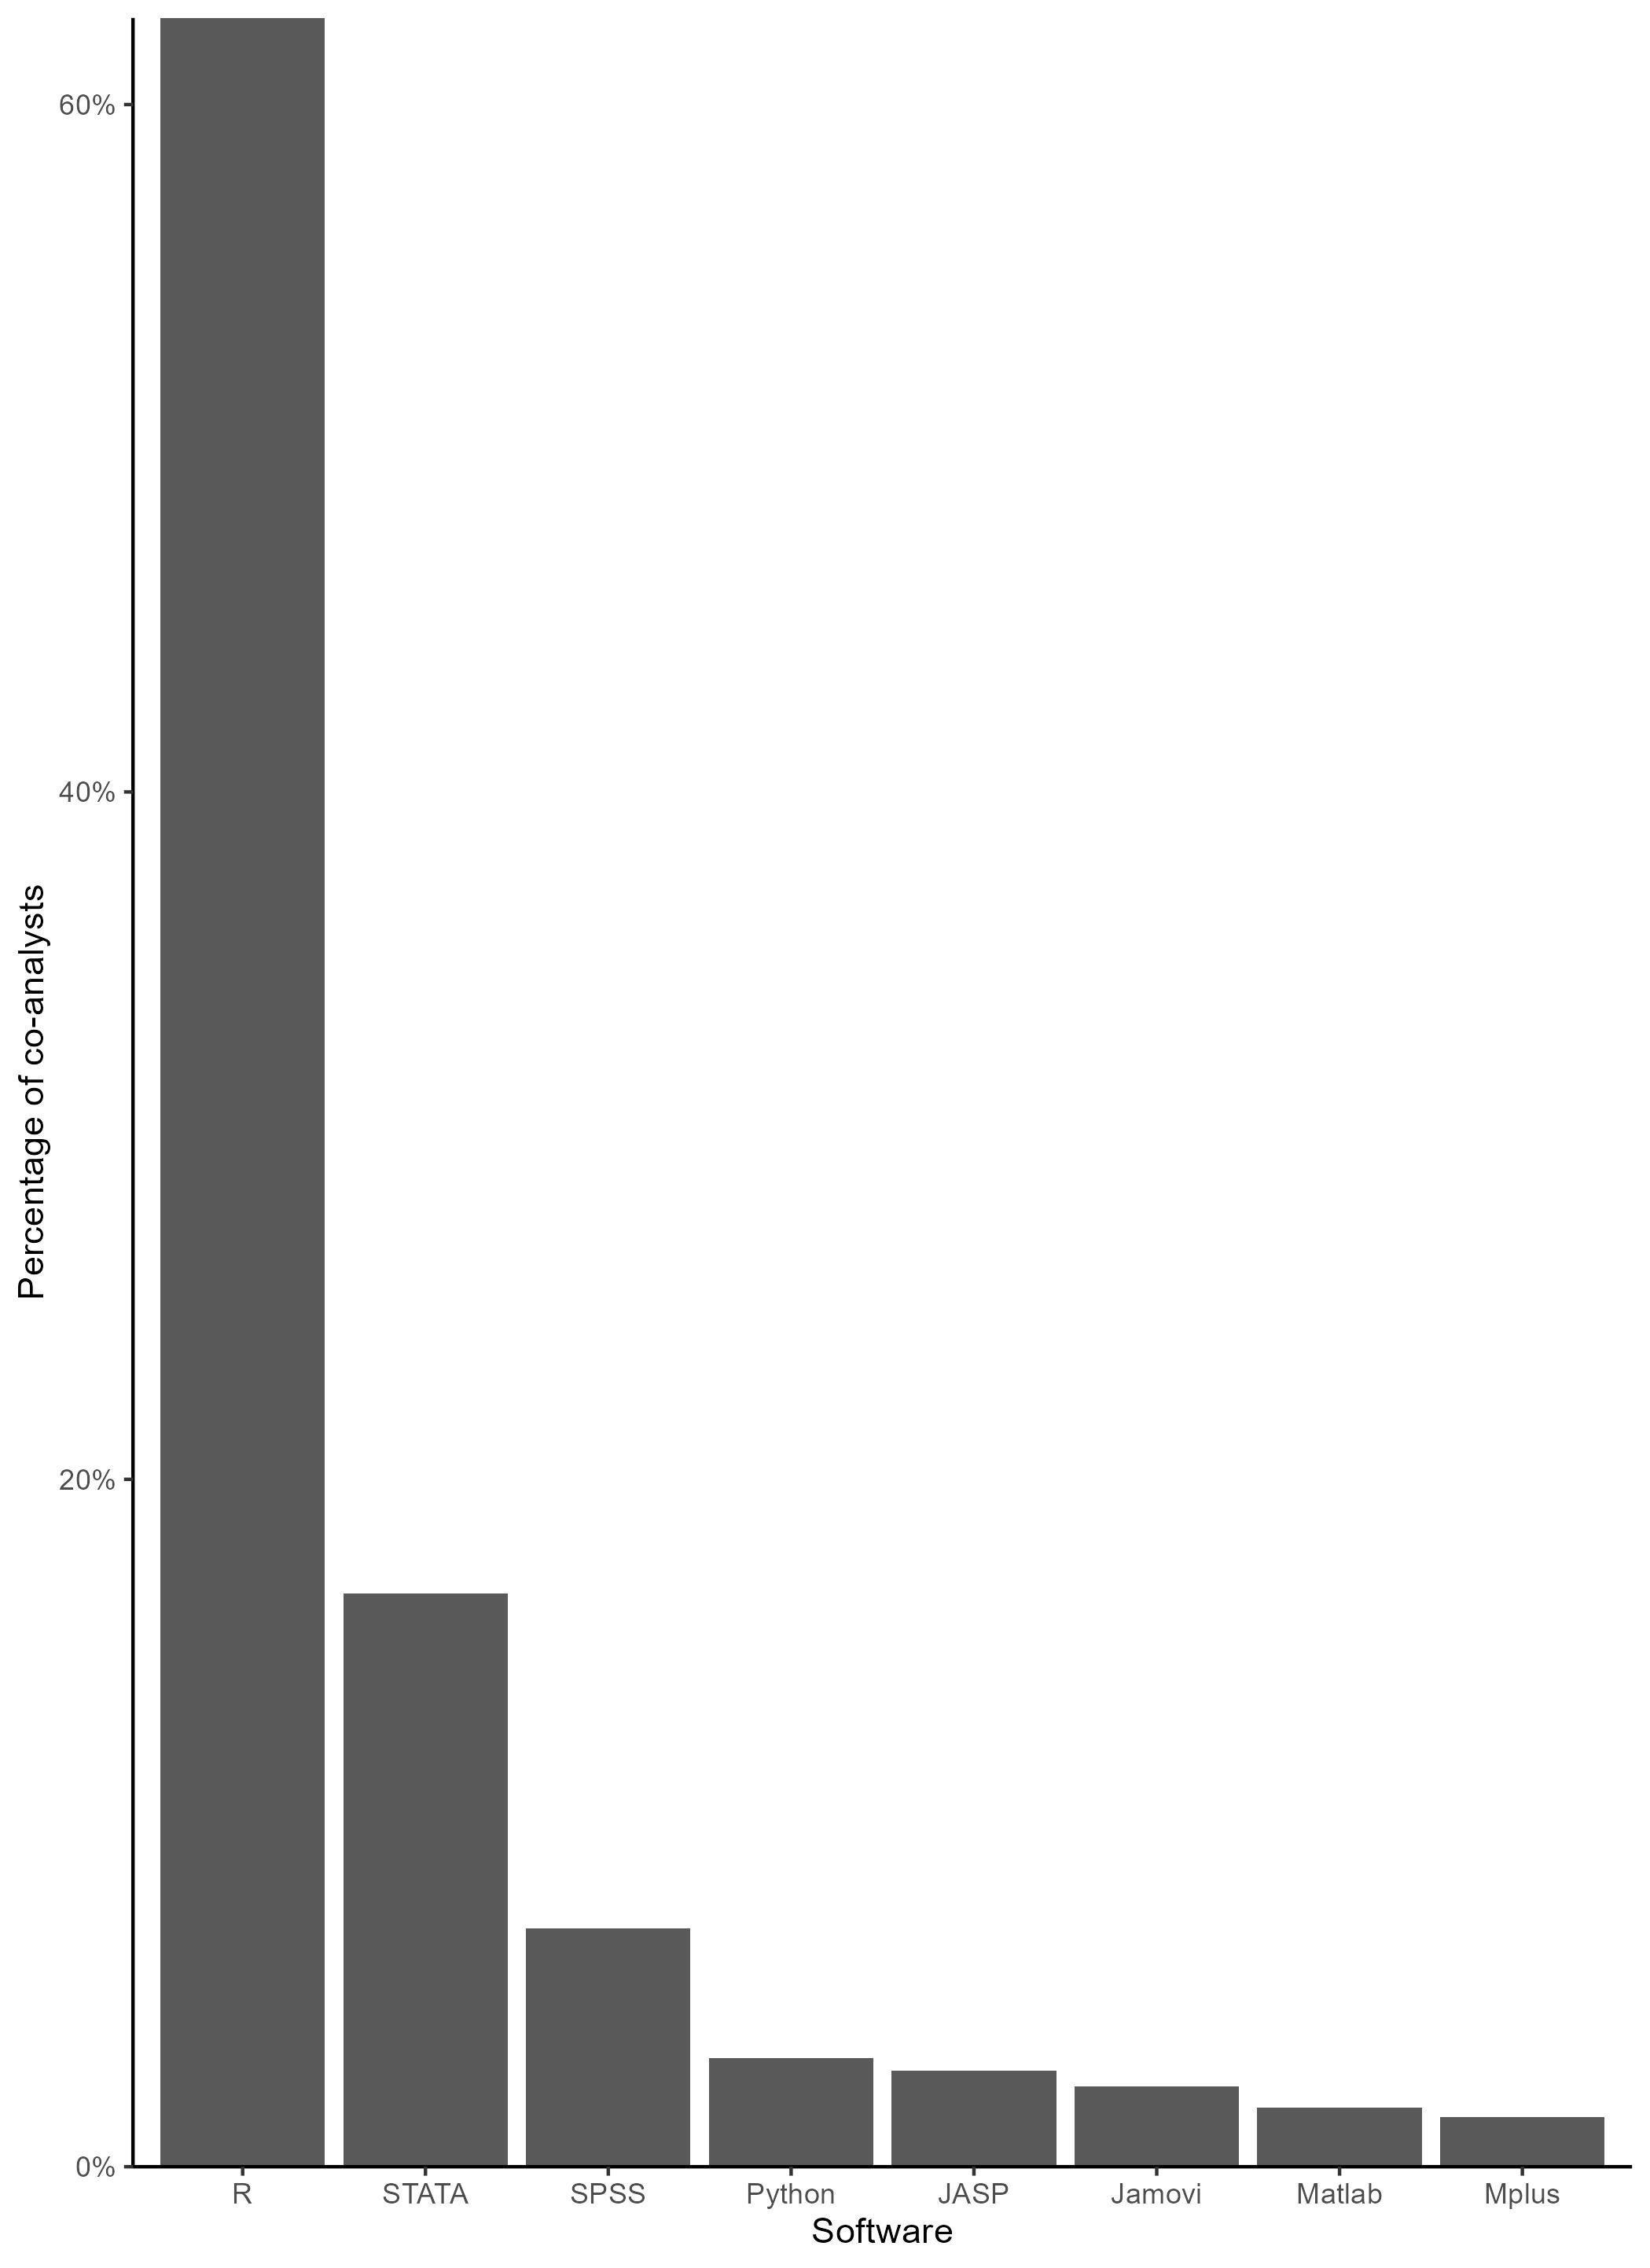 60%
40%
20%
0%
Percentage of co-analysts
R STATA SPSS Python JASP Jamovi Matlab Mplus
Software